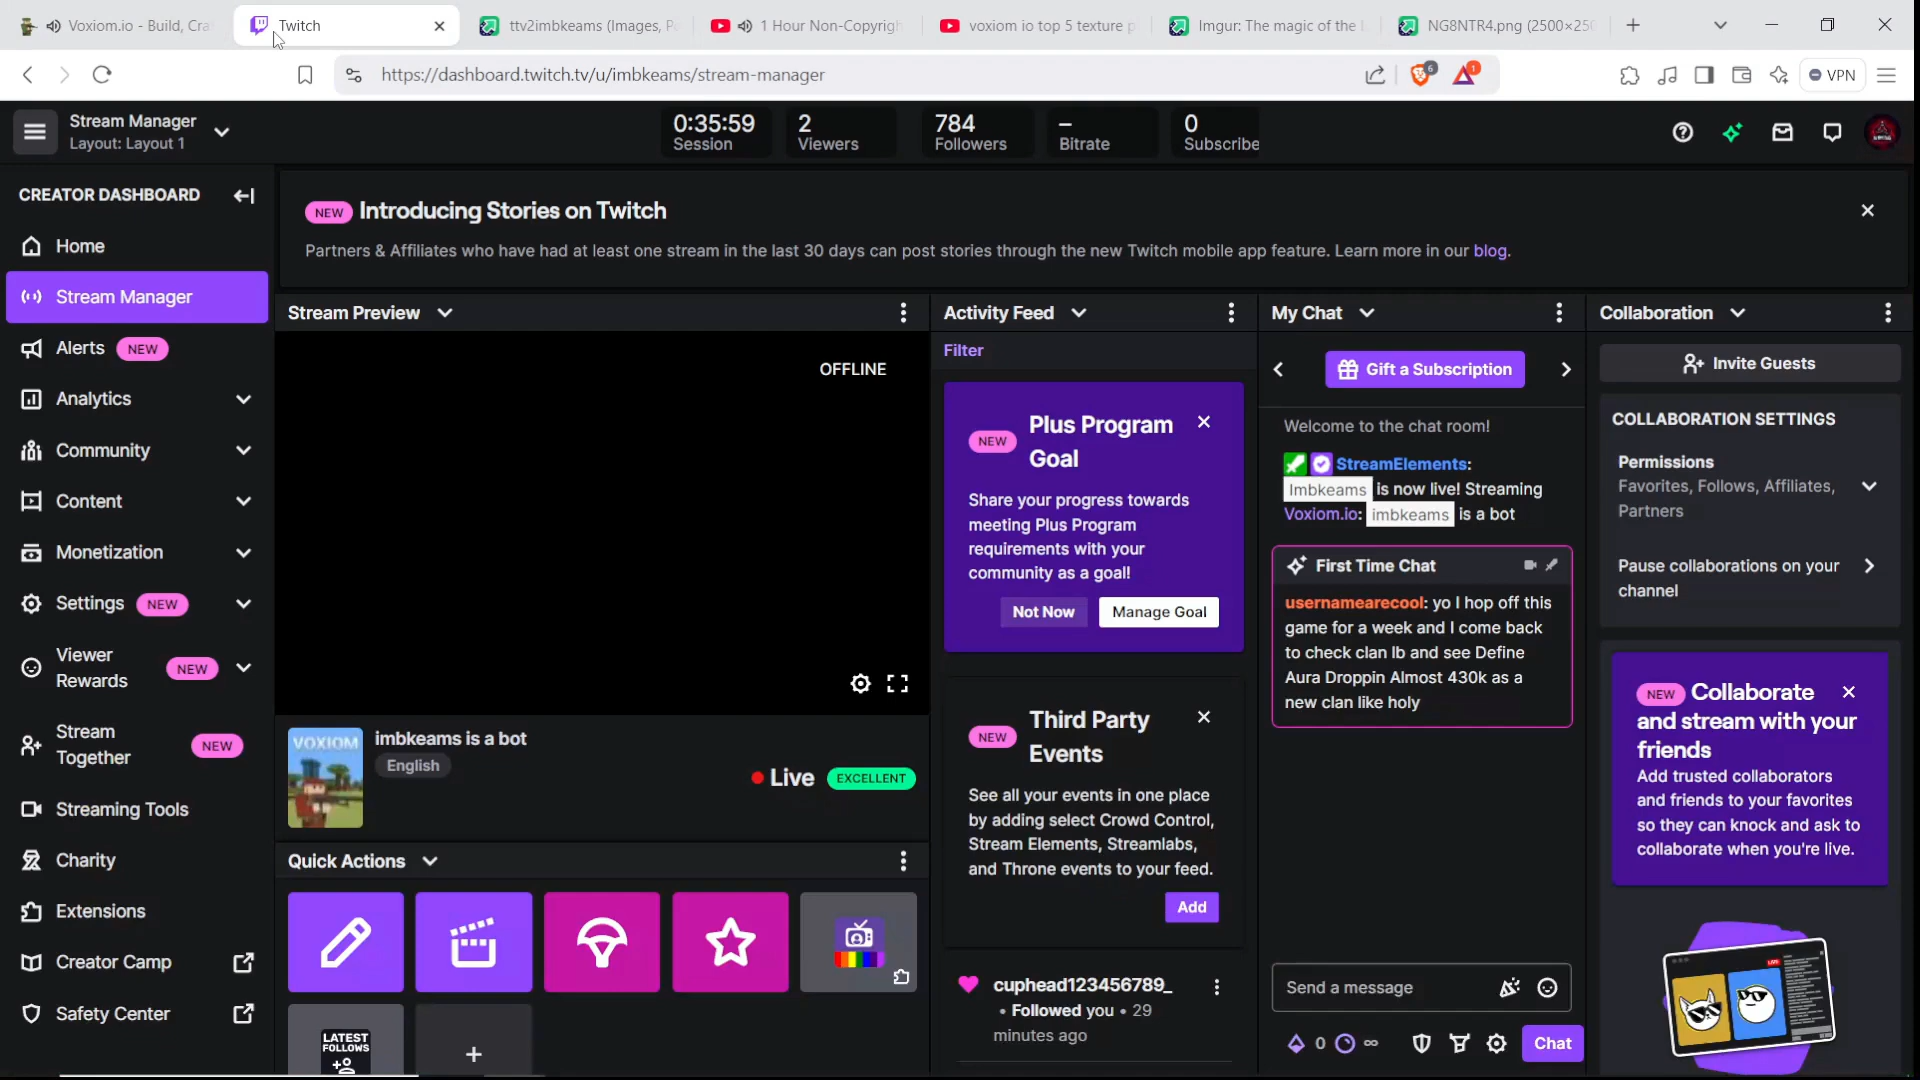 Voxiom.io - Build, Cra
Twitch
ttv2imbkeams (Images, P
1 Hour Non-Copyrigh
voxiom io top 5 texture p
Imgur: The magic of the I
NG8NTR4.png (2500×250
https://dashboard.twitch.tv/u/imbkeams/stream-manager
6
1
VPN
Stream Manager
Layout: Layout 1
0:35:59
Session
2
Viewers
784
Followers
–
Bitrate
0
Subscribe
CREATOR DASHBOARD
Home
Stream Manager
Alerts NEW
Analytics
Community
Content
Monetization
Settings NEW
Viewer
Rewards NEW
Stream
Together NEW
Streaming Tools
Charity
Extensions
Creator Camp
Safety Center
NEW Introducing Stories on Twitch
Partners & Affiliates who have had at least one stream in the last 30 days can post stories through the new Twitch mobile app feature. Learn more in our blog.
Stream Preview
OFFLINE
VOXIOM
imbkeams is a bot
English
Live EXCELLENT
Quick Actions
LATEST
FOLLOWS
Activity Feed
Filter
NEW
Plus Program
Goal
Share your progress towards
meeting Plus Program
requirements with your
community as a goal!
Not Now
Manage Goal
NEW
Third Party
Events
See all your events in one place
by adding select Crowd Control,
Stream Elements, Streamlabs,
and Throne events to your feed.
Add
cuphead123456789_
• Followed you • 29
minutes ago
My Chat
Gift a Subscription
Welcome to the chat room!
StreamElements:
Imbkeams is now live! Streaming
Voxiom.io: imbkeams is a bot
First Time Chat
usernamearecool: yo I hop off this
game for a week and I come back
to check clan lb and see Define
Aura Droppin Almost 430k as a
new clan like holy
Send a message
0
∞
Chat
Collaboration
Invite Guests
COLLABORATION SETTINGS
Permissions
Favorites, Follows, Affiliates,
Partners
Pause collaborations on your
channel
NEW Collaborate
and stream with your
friends
Add trusted collaborators
and friends to your favorites
so they can knock and ask to
collaborate when you're live.